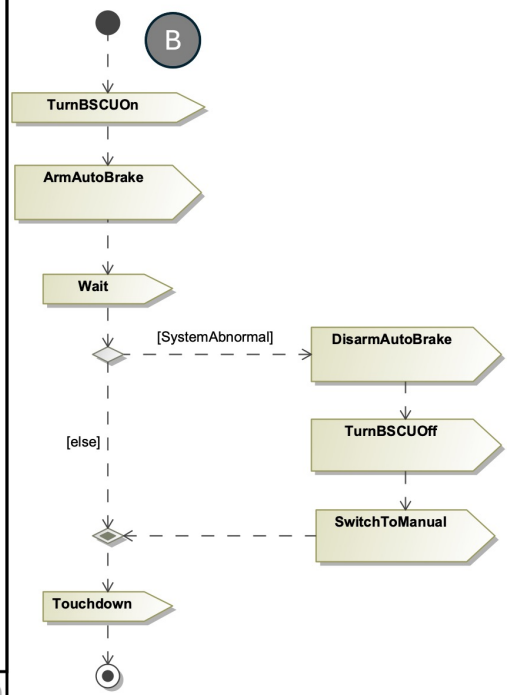 B
TurnBSCUOn
ArmAutoBrake
Wait
[SystemAbnormal]
DisarmAutoBrake
TurnBSCUOff
[else]
SwitchToManual
Touchdown